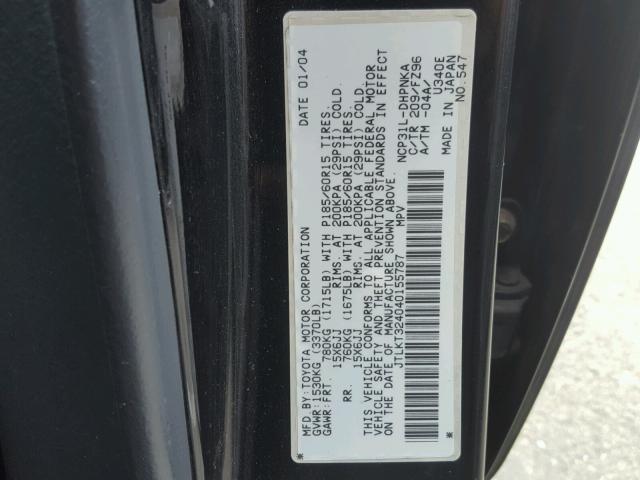 MFD.BY:TOYOTA MOTOR CORPORATION DATE 01/04
GVWR:1530KG (3370LB)
GAWR:FRT. 780KG (1715LB) WITH P185/60R15 TIRES.
15X6JJ RIMS. AT 200KPA (29PSI) COLD.
RR. 760KG (1675LB) WITH P185/60R15 TIRES.
15X6JJ RIMS. AT 200KPA (29PSI) COLD.
THIS VEHICLE CONFORMS TO ALL APPLICABLE FEDERAL MOTOR
VEHICLE SAFETY AND THEFT PREVENTION STANDARDS IN EFFECT
ON THE DATE OF MANUFACTURE SHOWN ABOVE.
JTLKT324040155787 MPV
NCP31L-DHPNKA
C/TR 209/FZ96
A/TM -04A/ U340E
* MADE IN JAPAN *
NO.547